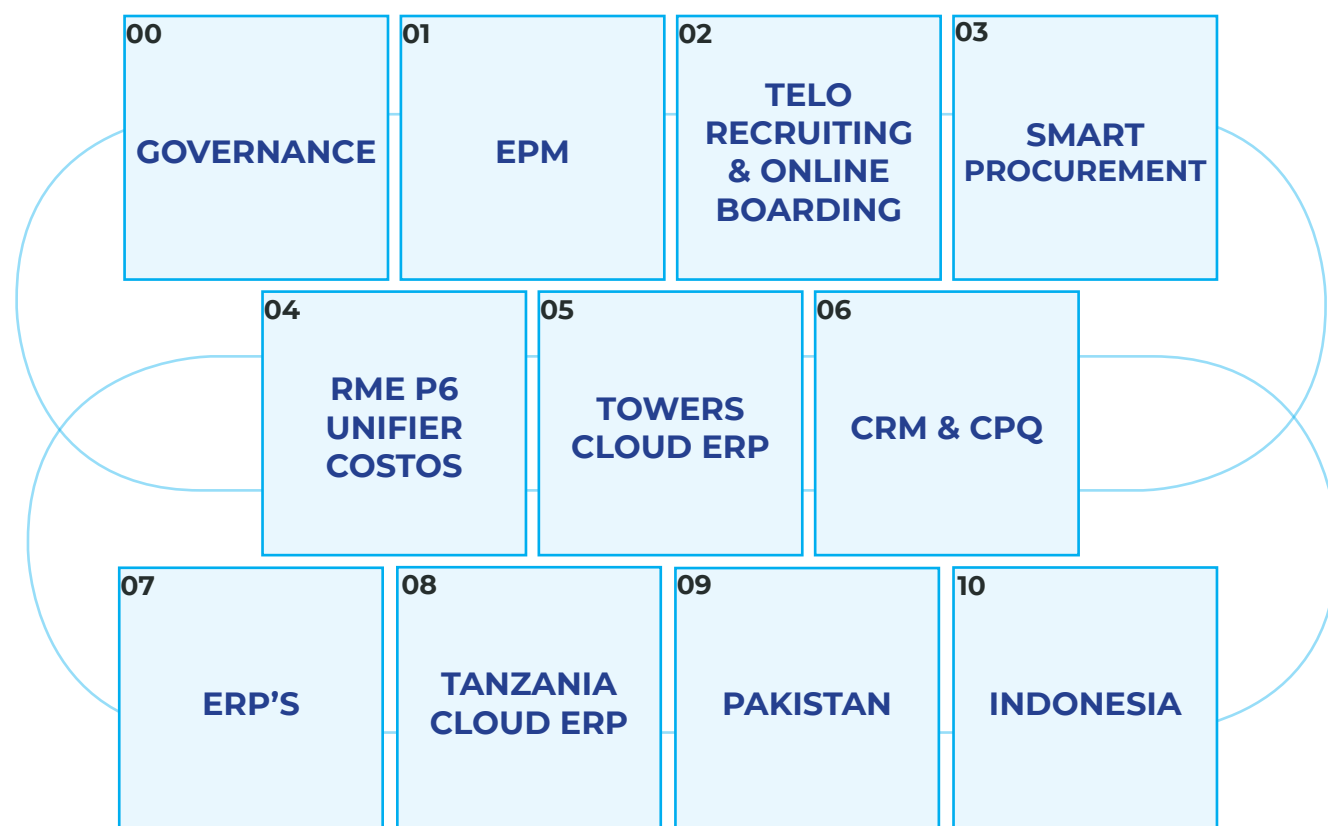 00
GOVERNANCE
01
EPM
02
TELO
RECRUITING
& ONLINE
BOARDING
03
SMART
PROCUREMENT
04
RME P6
UNIFIER
COSTOS
05
TOWERS
CLOUD ERP
06
CRM & CPQ
07
ERP’S
08
TANZANIA
CLOUD ERP
09
PAKISTAN
10
INDONESIA